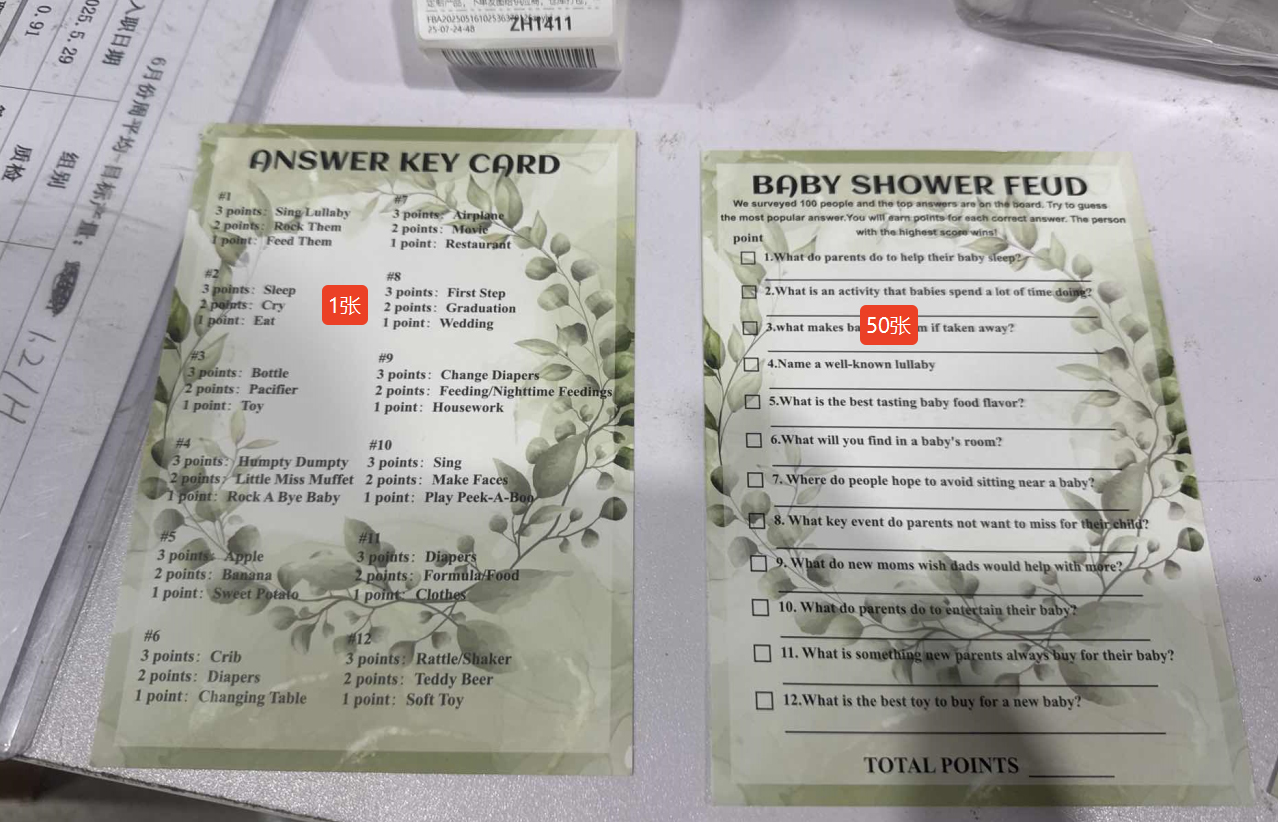 入职日期
2025.5.29
0.91
组别
质检
6月份周平均目标产量:
1.2/H
FBA20250516102536
25-07-24-48
ZH1411
ANSWER KEY CARD
#1
3 points: Sing Lullaby
2 points: Rock Them
1 point: Feed Them
#2
3 points: Sleep
2 points: Cry
1 point: Eat
#3
3 points: Bottle
2 points: Pacifier
1 point: Toy
#4
3 points: Humpty Dumpty
2 points: Little Miss Muffet
1 point: Rock A Bye Baby
#5
3 points: Apple
2 points: Banana
1 point: Sweet Potato
#6
3 points: Crib
2 points: Diapers
1 point: Changing Table
#7
3 points: Airplane
2 points: Movie
1 point: Restaurant
#8
3 points: First Step
2 points: Graduation
1 point: Wedding
#9
3 points: Change Diapers
2 points: Feeding/Nighttime Feedings
1 point: Housework
#10
3 points: Sing
2 points: Make Faces
1 point: Play Peek-A-Boo
#11
3 points: Diapers
2 points: Formula/Food
1 point: Clothes
#12
3 points: Rattle/Shaker
2 points: Teddy Beer
1 point: Soft Toy
1张
BABY SHOWER FEUD
We surveyed 100 people and the top answers are on the board. Try to guess
the most popular answer.You will earn points for each correct answer. The person
with the highest score wins!
point
1.What do parents do to help their baby sleep?
2.What is an activity that babies spend a lot of time doing?
3.what makes ba m if taken away?
50张
4.Name a well-known lullaby
5.What is the best tasting baby food flavor?
6.What will you find in a baby's room?
7. Where do people hope to avoid sitting near a baby?
8. What key event do parents not want to miss for their child?
9. What do new moms wish dads would help with more?
10. What do parents do to entertain their baby?
11. What is something new parents always buy for their baby?
12.What is the best toy to buy for a new baby?
TOTAL POINTS